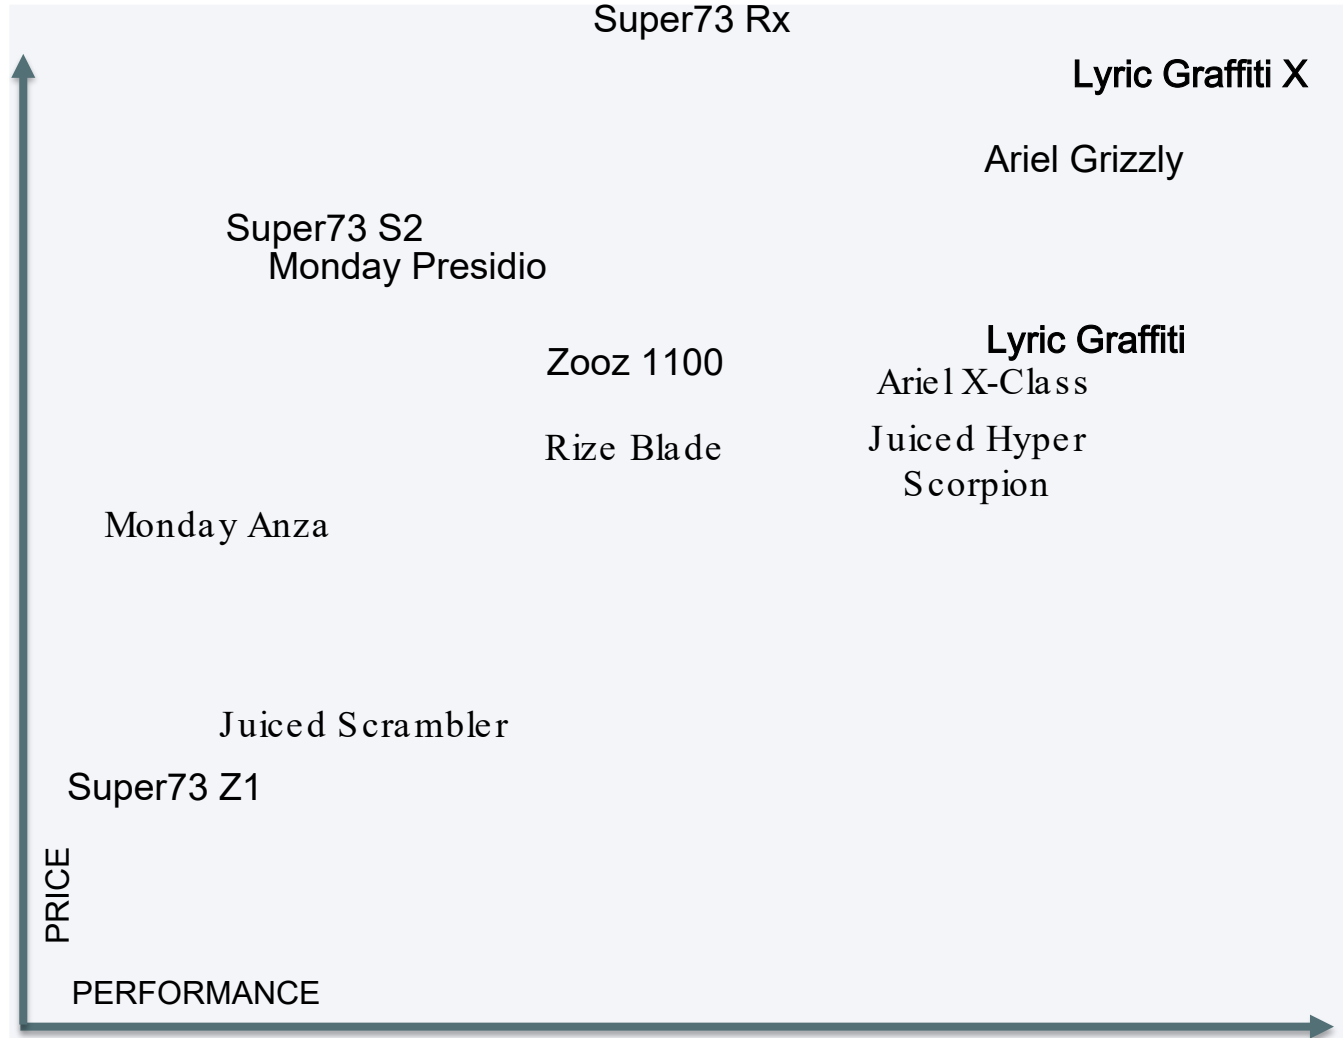 Super73 Rx
Lyric Graffiti X
Ariel Grizzly
Super73 S2
Monday Presidio
Lyric Graffiti
Zooz 1100
Ariel X-Class
Juiced Hyper
Scorpion
Rize Blade
Monday Anza
Juiced Scrambler
Super73 Z1
PRICE
PERFORMANCE